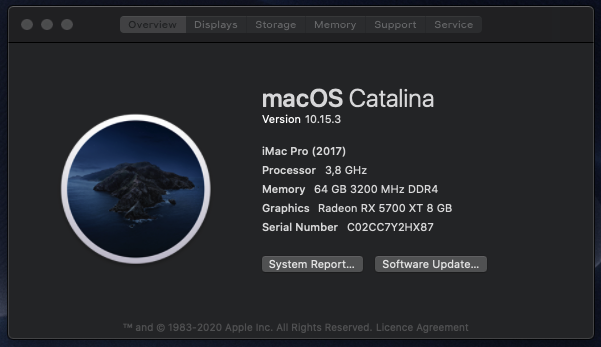 Overview Displays Storage Memory Support Service
macOS Catalina
Version 10.15.3
iMac Pro (2017)
Processor 3,8 GHz
Memory 64 GB 3200 MHz DDR4
Graphics Radeon RX 5700 XT 8 GB
Serial Number C02CC7Y2HX87
System Report... Software Update...
™ and © 1983-2020 Apple Inc. All Rights Reserved. Licence Agreement